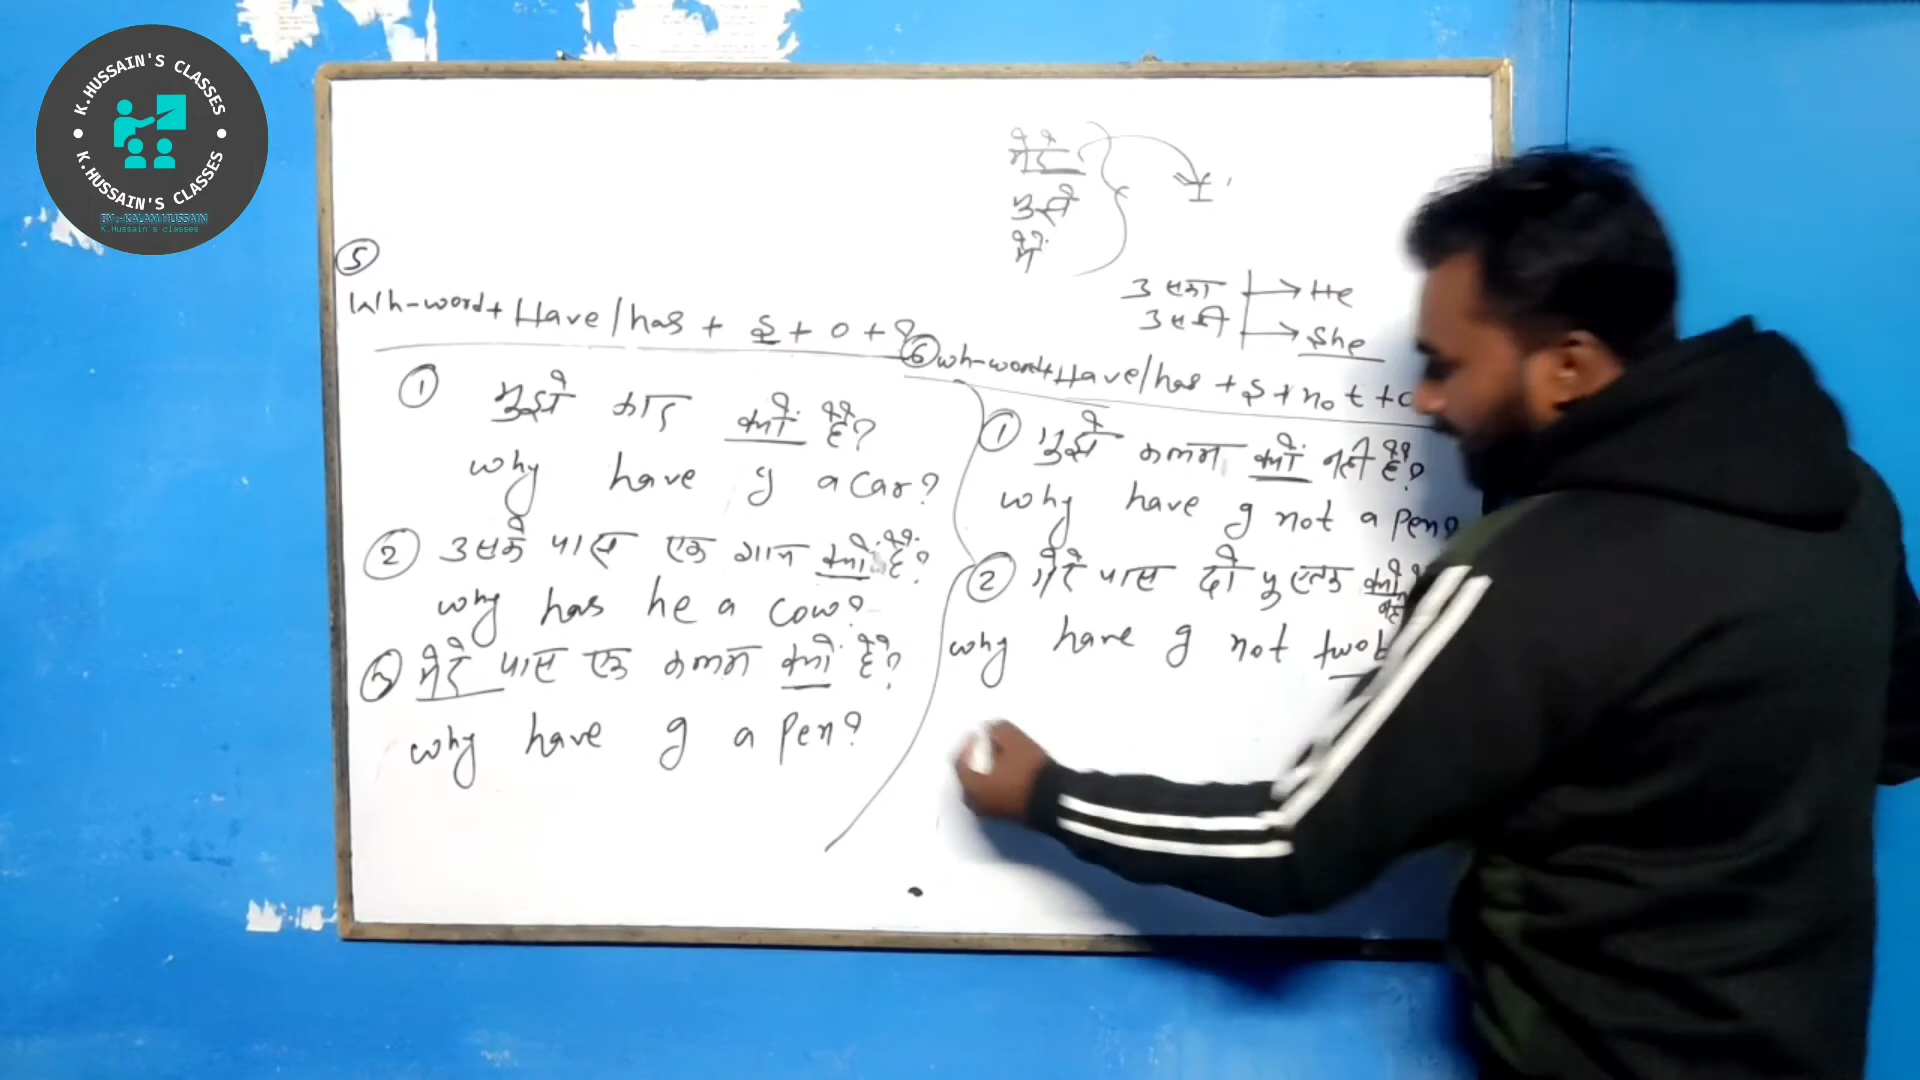 K.HUSSAIN'S CLASSES
K.HUSSAIN'S CLASSES
BY:-KALAM HUSSAIN
K.Hussain's classes
मेरे
मुझे
में
I
उसका → He
उसकी → She
5
Wh-word + Have/has + S + O + ?
1 मुझे कार क्यों है?
why have I a car?
2 उसके पास एक गाय क्यों है?
why has he a cow?
3 मेरे पास एक कलम क्यों है?
why have I a pen?
6 wh-word + Have/has + S + not +
1 मुझे कलम क्यों नहीं है?
why have I not a pen?
2 मेरे पास दो पुस्तक क्यों
why have I not two